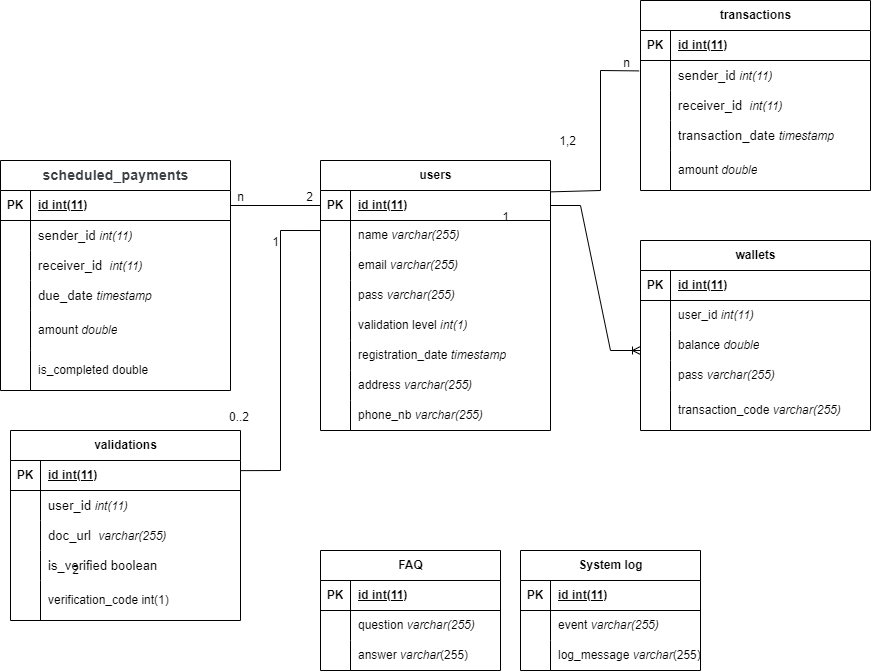 transactions
PK id int(11)
sender_id int(11)
receiver_id int(11)
transaction_date timestamp
amount double
n
1,2
scheduled_payments
PK id int(11)
sender_id int(11)
receiver_id int(11)
due_date timestamp
amount double
is_completed double
n
2
1
users
PK id int(11)
name varchar(255)
email varchar(255)
pass varchar(255)
validation level int(1)
registration_date timestamp
address varchar(255)
phone_nb varchar(255)
1
wallets
PK id int(11)
user_id int(11)
balance double
pass varchar(255)
transaction_code varchar(255)
0..2
validations
PK id int(11)
user_id int(11)
doc_url varchar(255)
is_verified boolean
2
verification_code int(1)
FAQ
PK id int(11)
question varchar(255)
answer varchar(255)
System log
PK id int(11)
event varchar(255)
log_message varchar(255)